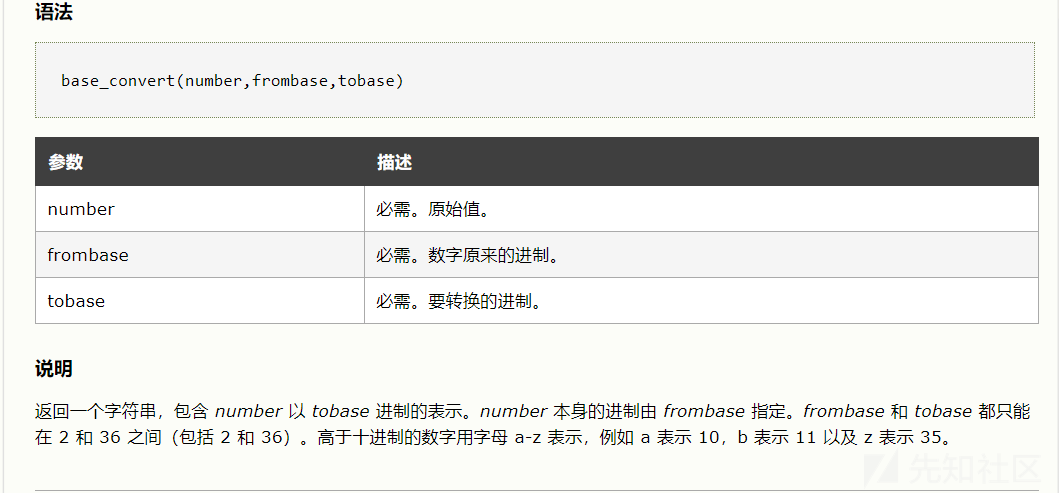 语法
base_convert(number,frombase,tobase)
参数 描述
number 必需。原始值。
frombase 必需。数字原来的进制。
tobase 必需。要转换的进制。
说明
返回一个字符串，包含 number 以 tobase 进制的表示。number 本身的进制由 frombase 指定。frombase 和 tobase 都只能
在 2 和 36 之间（包括 2 和 36）。高于十进制的数字用字母 a-z 表示，例如 a 表示 10，b 表示 11 以及 z 表示 35。
先知社区